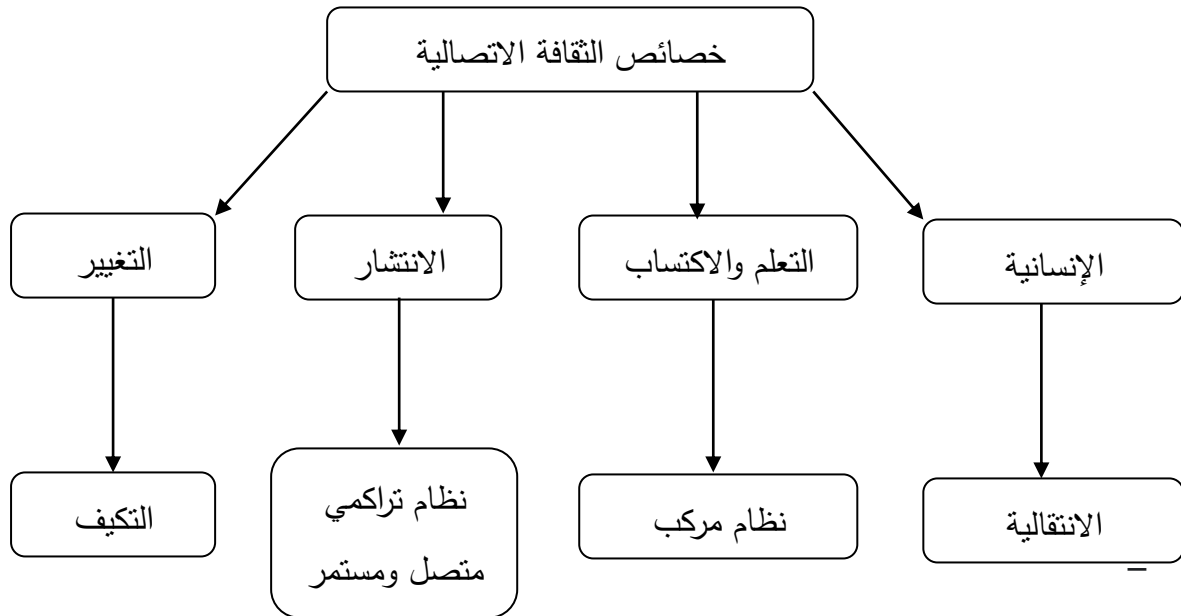 خصائص الثقافة الاتصالية
الإنسانية
التعلم والاكتساب
الانتشار
التغيير
الانتقالية
نظام مركب
نظام تراكمي
متصل ومستمر
التكيف